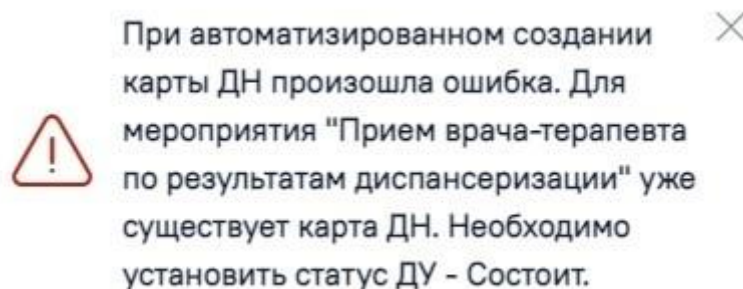 При автоматизированном создании
карты ДН произошла ошибка. Для
мероприятия "Прием врача-терапевта
по результатам диспансеризации" уже
существует карта ДН. Необходимо
установить статус ДУ - Состоит.